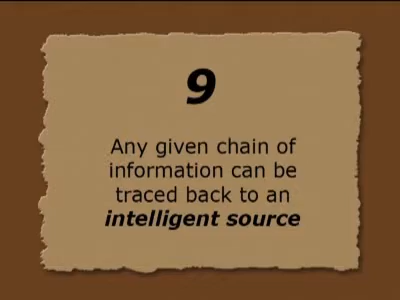 9
Any given chain of
information can be
traced back to an
intelligent source